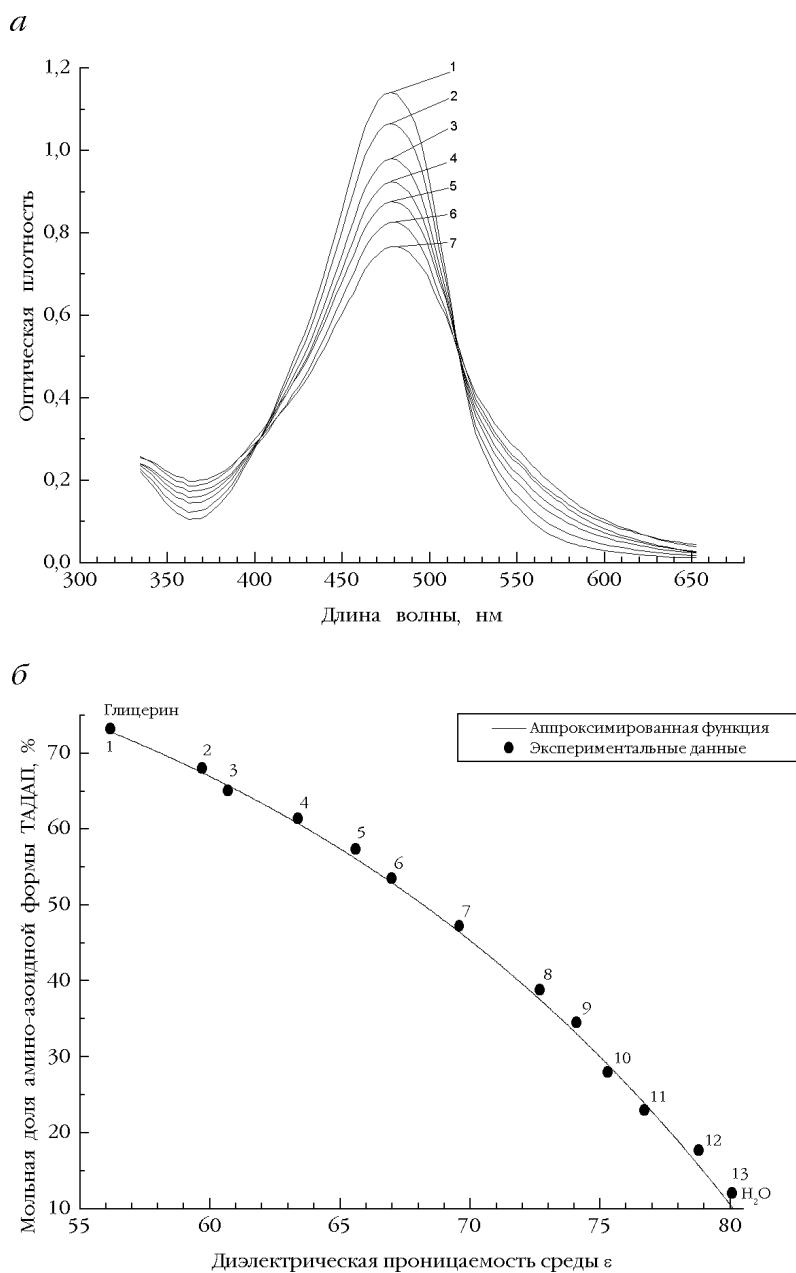 а
1,2
1,0
0,8
0,6
0,4
0,2
0,0
Оптическая плотность
1
2
3
4
5
6
7
300 350 400 450 500 550 600 650
Длина волны, нм
б
Глицерин
Аппроксимированная функция
Экспериментальные данные
70
60
50
40
30
20
10
Мольная доля амино-азоидной формы ТАДАП, %
1
2
3
4
5
6
7
8
9
10
11
12
13
H₂O
55 60 65 70 75 80
Диэлектрическая проницаемость среды ε